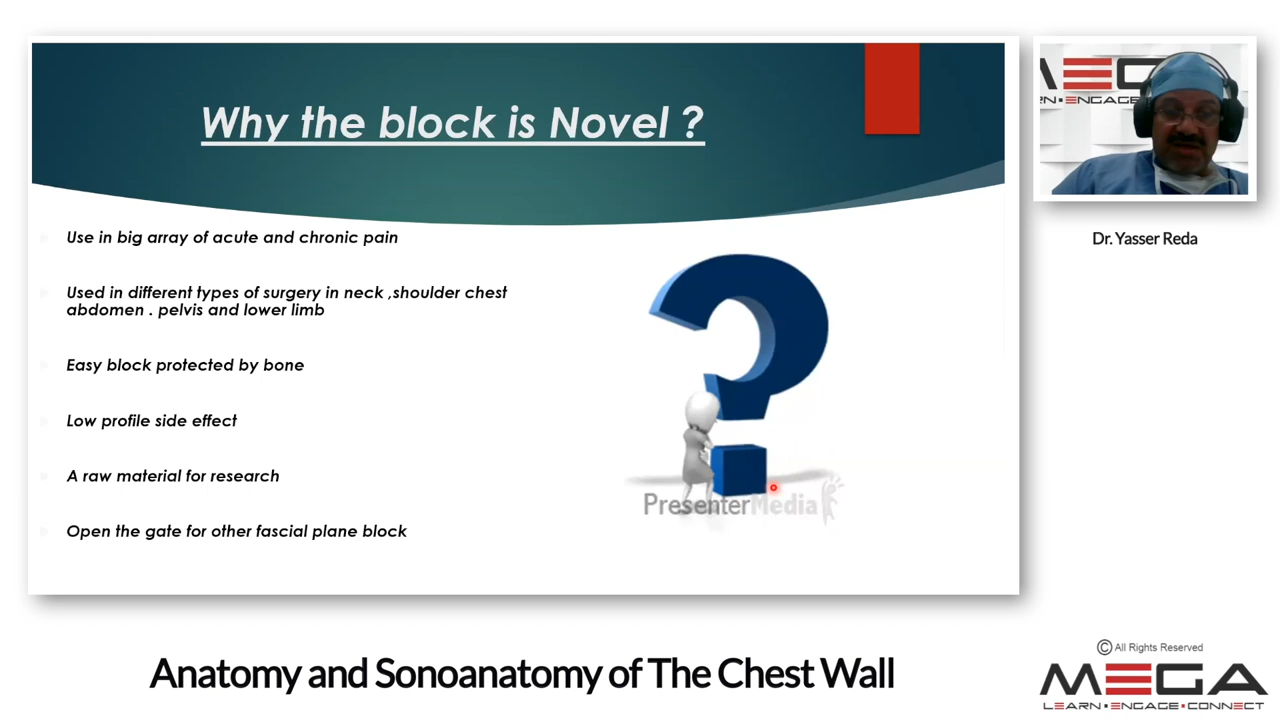 Why the block is Novel ?
Use in big array of acute and chronic pain
Used in different types of surgery in neck ,shoulder chest
abdomen . pelvis and lower limb
Easy block protected by bone
Low profile side effect
A raw material for research
Open the gate for other fascial plane block
PresenterMedia
RN•ENGAGE
Dr. Yasser Reda
Anatomy and Sonoanatomy of The Chest Wall
© All Rights Reserved
MEGA
LEARN•ENGAGE•CONNECT